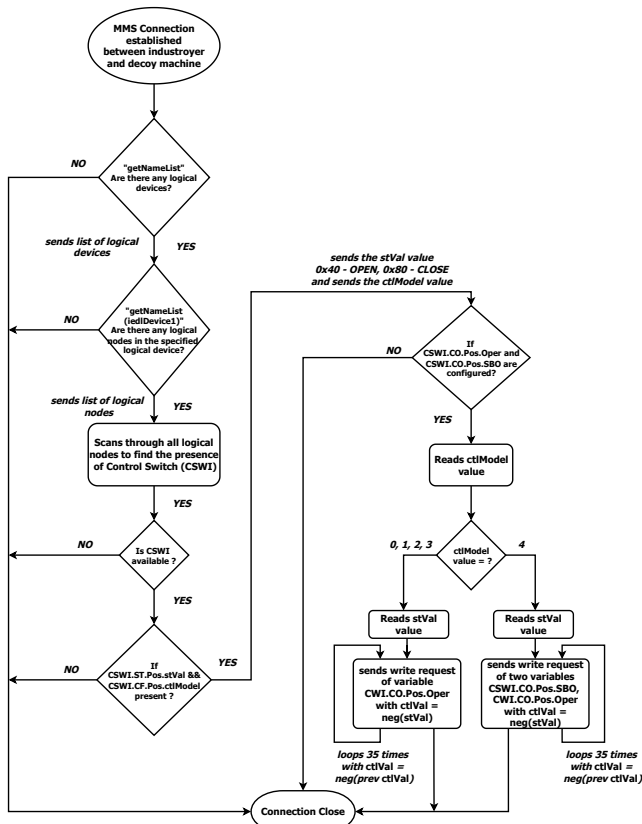 MMS Connection
established
between industroyer
and decoy machine
NO
"getNameList"
Are there any logical
devices?
sends list of logical
devices
YES
NO
"getNameList
(iedlDevice1)"
Are there any logical
nodes in the specified
logical device?
sends list of logical
nodes
YES
Scans through all logical
nodes to find the presence
of Control Switch (CSWI)
YES
NO
Is CSWI
available ?
YES
NO
If
CSWI.ST.Pos.stVal &&
CSWI.CF.Pos.ctlModel
present ?
YES
sends the stVal value
0x40 - OPEN, 0x80 - CLOSE
and sends the ctlModel value
NO
If
CSWI.CO.Pos.Oper and
CSWI.CO.Pos.SBO are
configured?
YES
Reads ctlModel
value
0, 1, 2, 3
ctlModel
value = ?
4
Reads stVal
value
Reads stVal
value
sends write request
of variable
CWI.CO.Pos.Oper
with ctlVal =
neg(stVal)
sends write request
of two variables
CSWI.CO.Pos.SBO,
CWI.CO.Pos.Oper
with ctlVal =
neg(stVal)
loops 35 times
with ctlVal =
neg(prev ctlVal)
loops 35 times
with ctlVal =
neg(prev ctlVal)
Connection Close